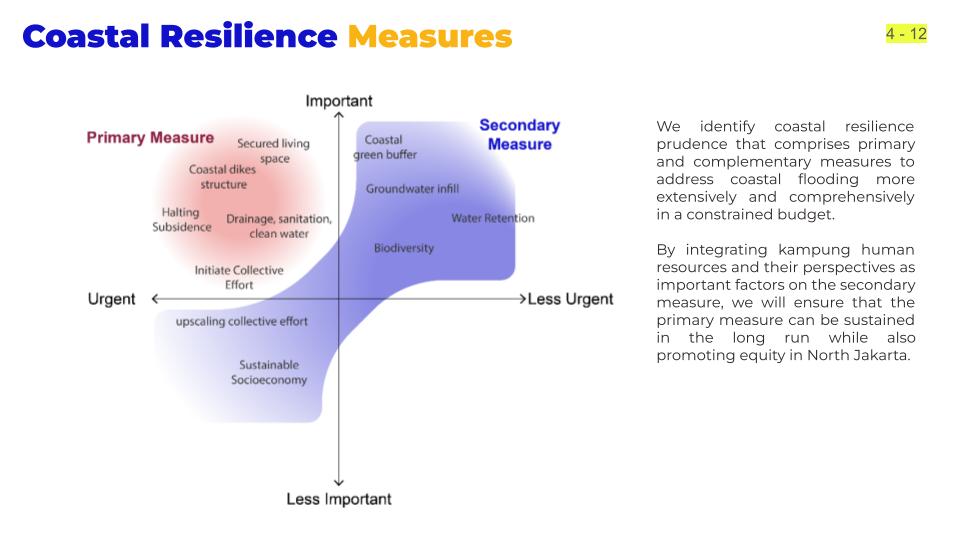 Coastal Resilience Measures
4 - 12
Important
Primary Measure
Secondary
Measure
Secured living
space
Coastal dikes
structure
Halting
Subsidence
Drainage, sanitation,
clean water
Initiate Collective
Effort
Coastal
green buffer
Groundwater infill
Water Retention
Biodiversity
Urgent
Less Urgent
upscaling collective effort
Sustainable
Socioeconomy
Less Important
We identify coastal resilience
prudence that comprises primary
and complementary measures to
address coastal flooding more
extensively and comprehensively
in a constrained budget.
By integrating kampung human
resources and their perspectives as
important factors on the secondary
measure, we will ensure that the
primary measure can be sustained
in the long run while also
promoting equity in North Jakarta.